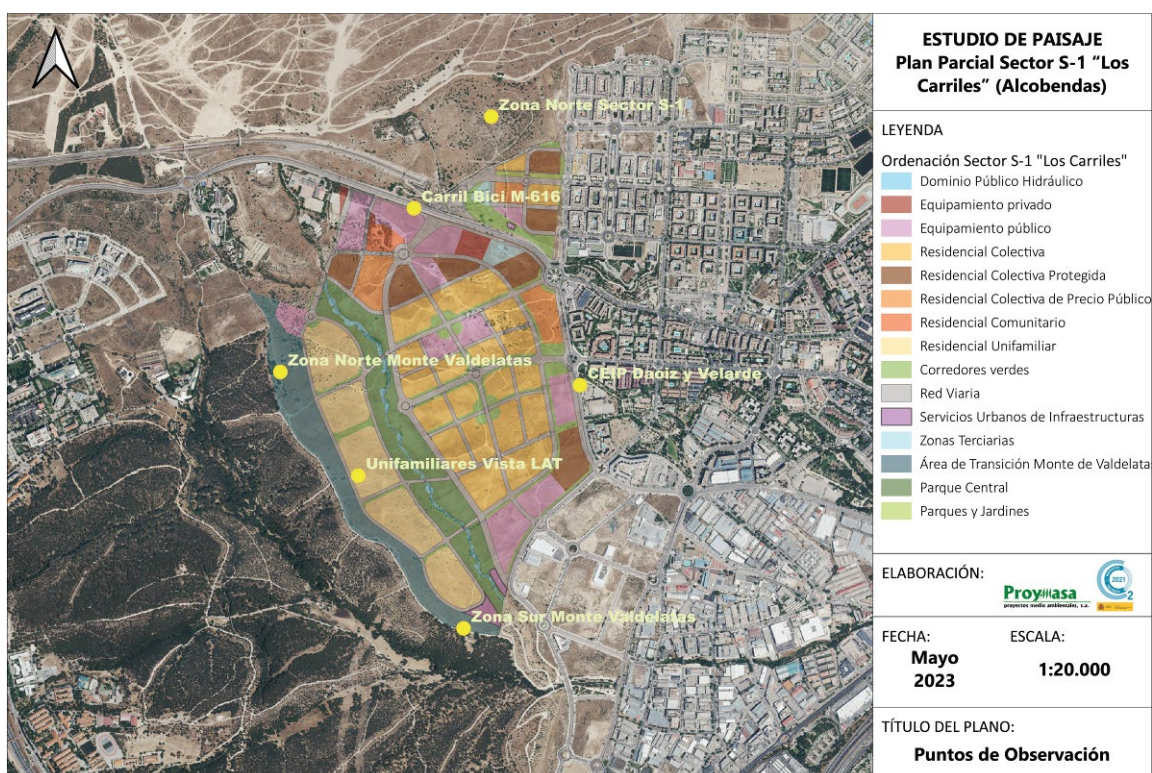 Zona Norte Sector S-1
Carril Bici M-616
Zona Norte Monte Valdelatas
CEIP Daoiz y Velarde
Unifamiliares Vista LAT
Zona Sur Monte Valdelatas
ESTUDIO DE PAISAJE
Plan Parcial Sector S-1 “Los
Carriles” (Alcobendas)
LEYENDA
Ordenación Sector S-1 "Los Carriles"
Dominio Público Hidráulico
Equipamiento privado
Equipamiento público
Residencial Colectiva
Residencial Colectiva Protegida
Residencial Colectiva de Precio Público
Residencial Comunitario
Residencial Unifamiliar
Corredores verdes
Red Viaria
Servicios Urbanos de Infraestructuras
Zonas Terciarias
Área de Transición Monte de Valdelata
Parque Central
Parques y Jardines
ELABORACIÓN:
Proymasa
proyectos medio ambientales, s.a.
2021
2
FECHA:
Mayo
2023
ESCALA:
1:20.000
TÍTULO DEL PLANO:
Puntos de Observación